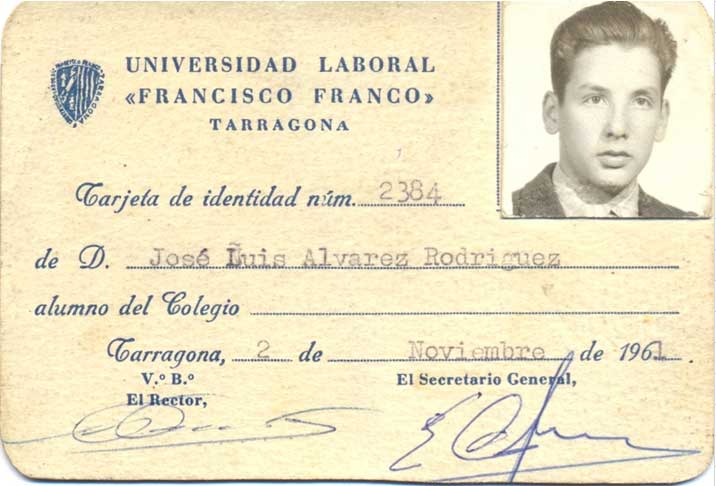 UNIVERSIDAD LABORAL
«FRANCISCO FRANCO»
TARRAGONA
Tarjeta de identidad núm. 2384
de D. José Luis Alvarez Rodriguez
alumno del Colegio
Tarragona, 2 de Noviembre de 1961
V.º B.º
El Rector,
El Secretario General,